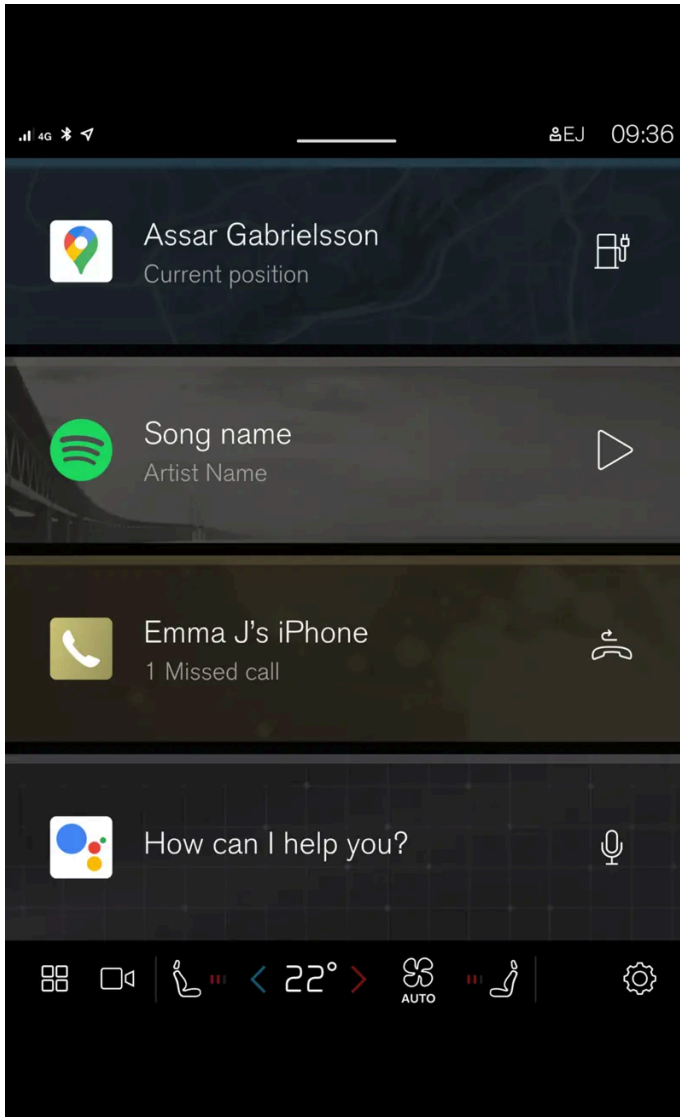 4G
EJ 09:36
Assar Gabrielsson
Current position
Song name
Artist Name
Emma J’s iPhone
1 Missed call
How can I help you?
22°
AUTO